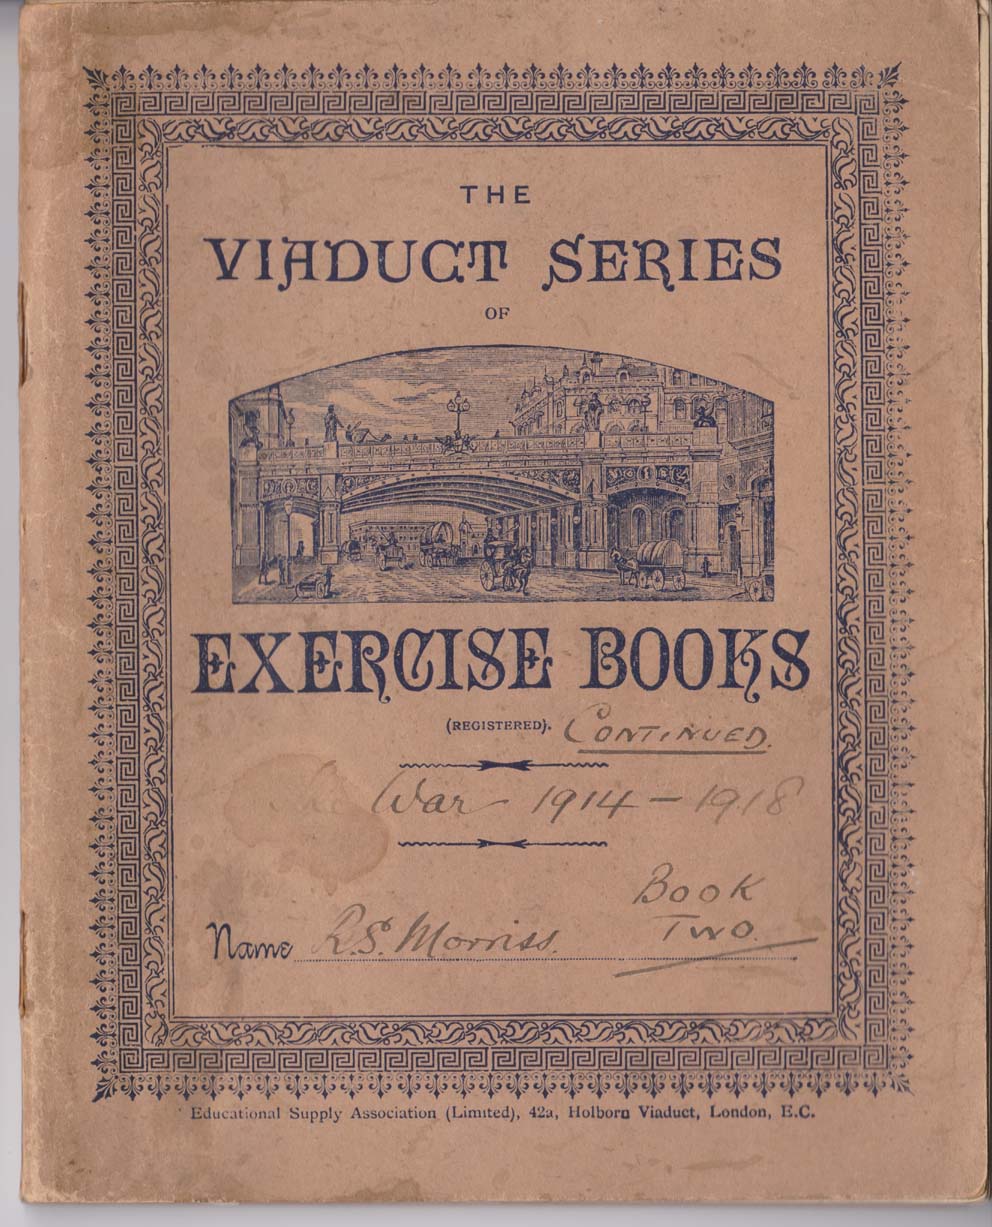 THE
VIADUCT SERIES
OF
EXERCISE BOOKS
(REGISTERED).
CONTINUED.
The War 1914 – 1918
BOOK
TWO.
Name R.S. Morriss.
Educational Supply Association (Limited), 42a, Holborn Viaduct, London, E.C.